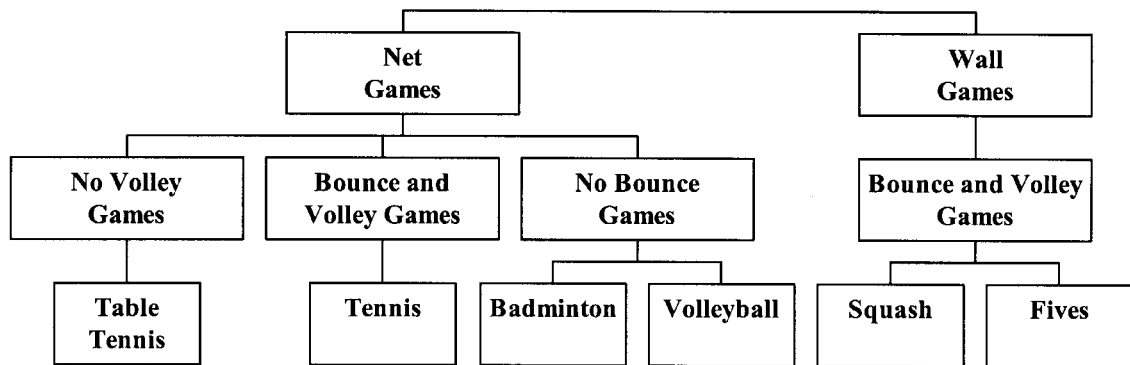 Net
Games
Wall
Games
No Volley
Games
Bounce and
Volley Games
No Bounce
Games
Bounce and Volley
Games
Table
Tennis
Tennis
Badminton
Volleyball
Squash
Fives